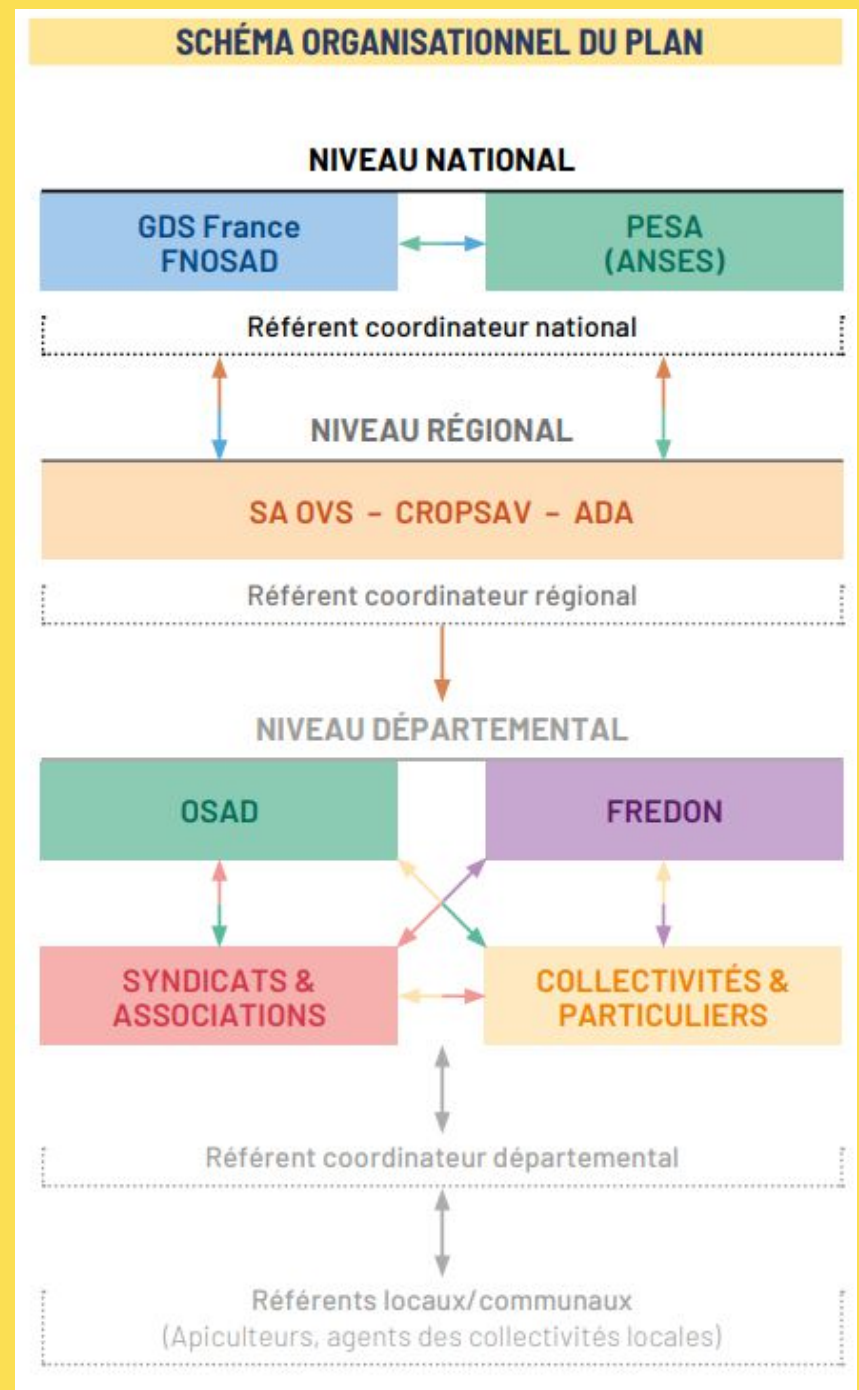 SCHÉMA ORGANISATIONNEL DU PLAN
NIVEAU NATIONAL
GDS France
FNOSAD
PESA
(ANSES)
Référent coordinateur national
NIVEAU RÉGIONAL
SA OVS – CROPSAV – ADA
Référent coordinateur régional
NIVEAU DÉPARTEMENTAL
OSAD
FREDON
SYNDICATS &
ASSOCIATIONS
COLLECTIVITÉS &
PARTICULIERS
Référent coordinateur départemental
Référents locaux/communaux
(Apiculteurs, agents des collectivités locales)